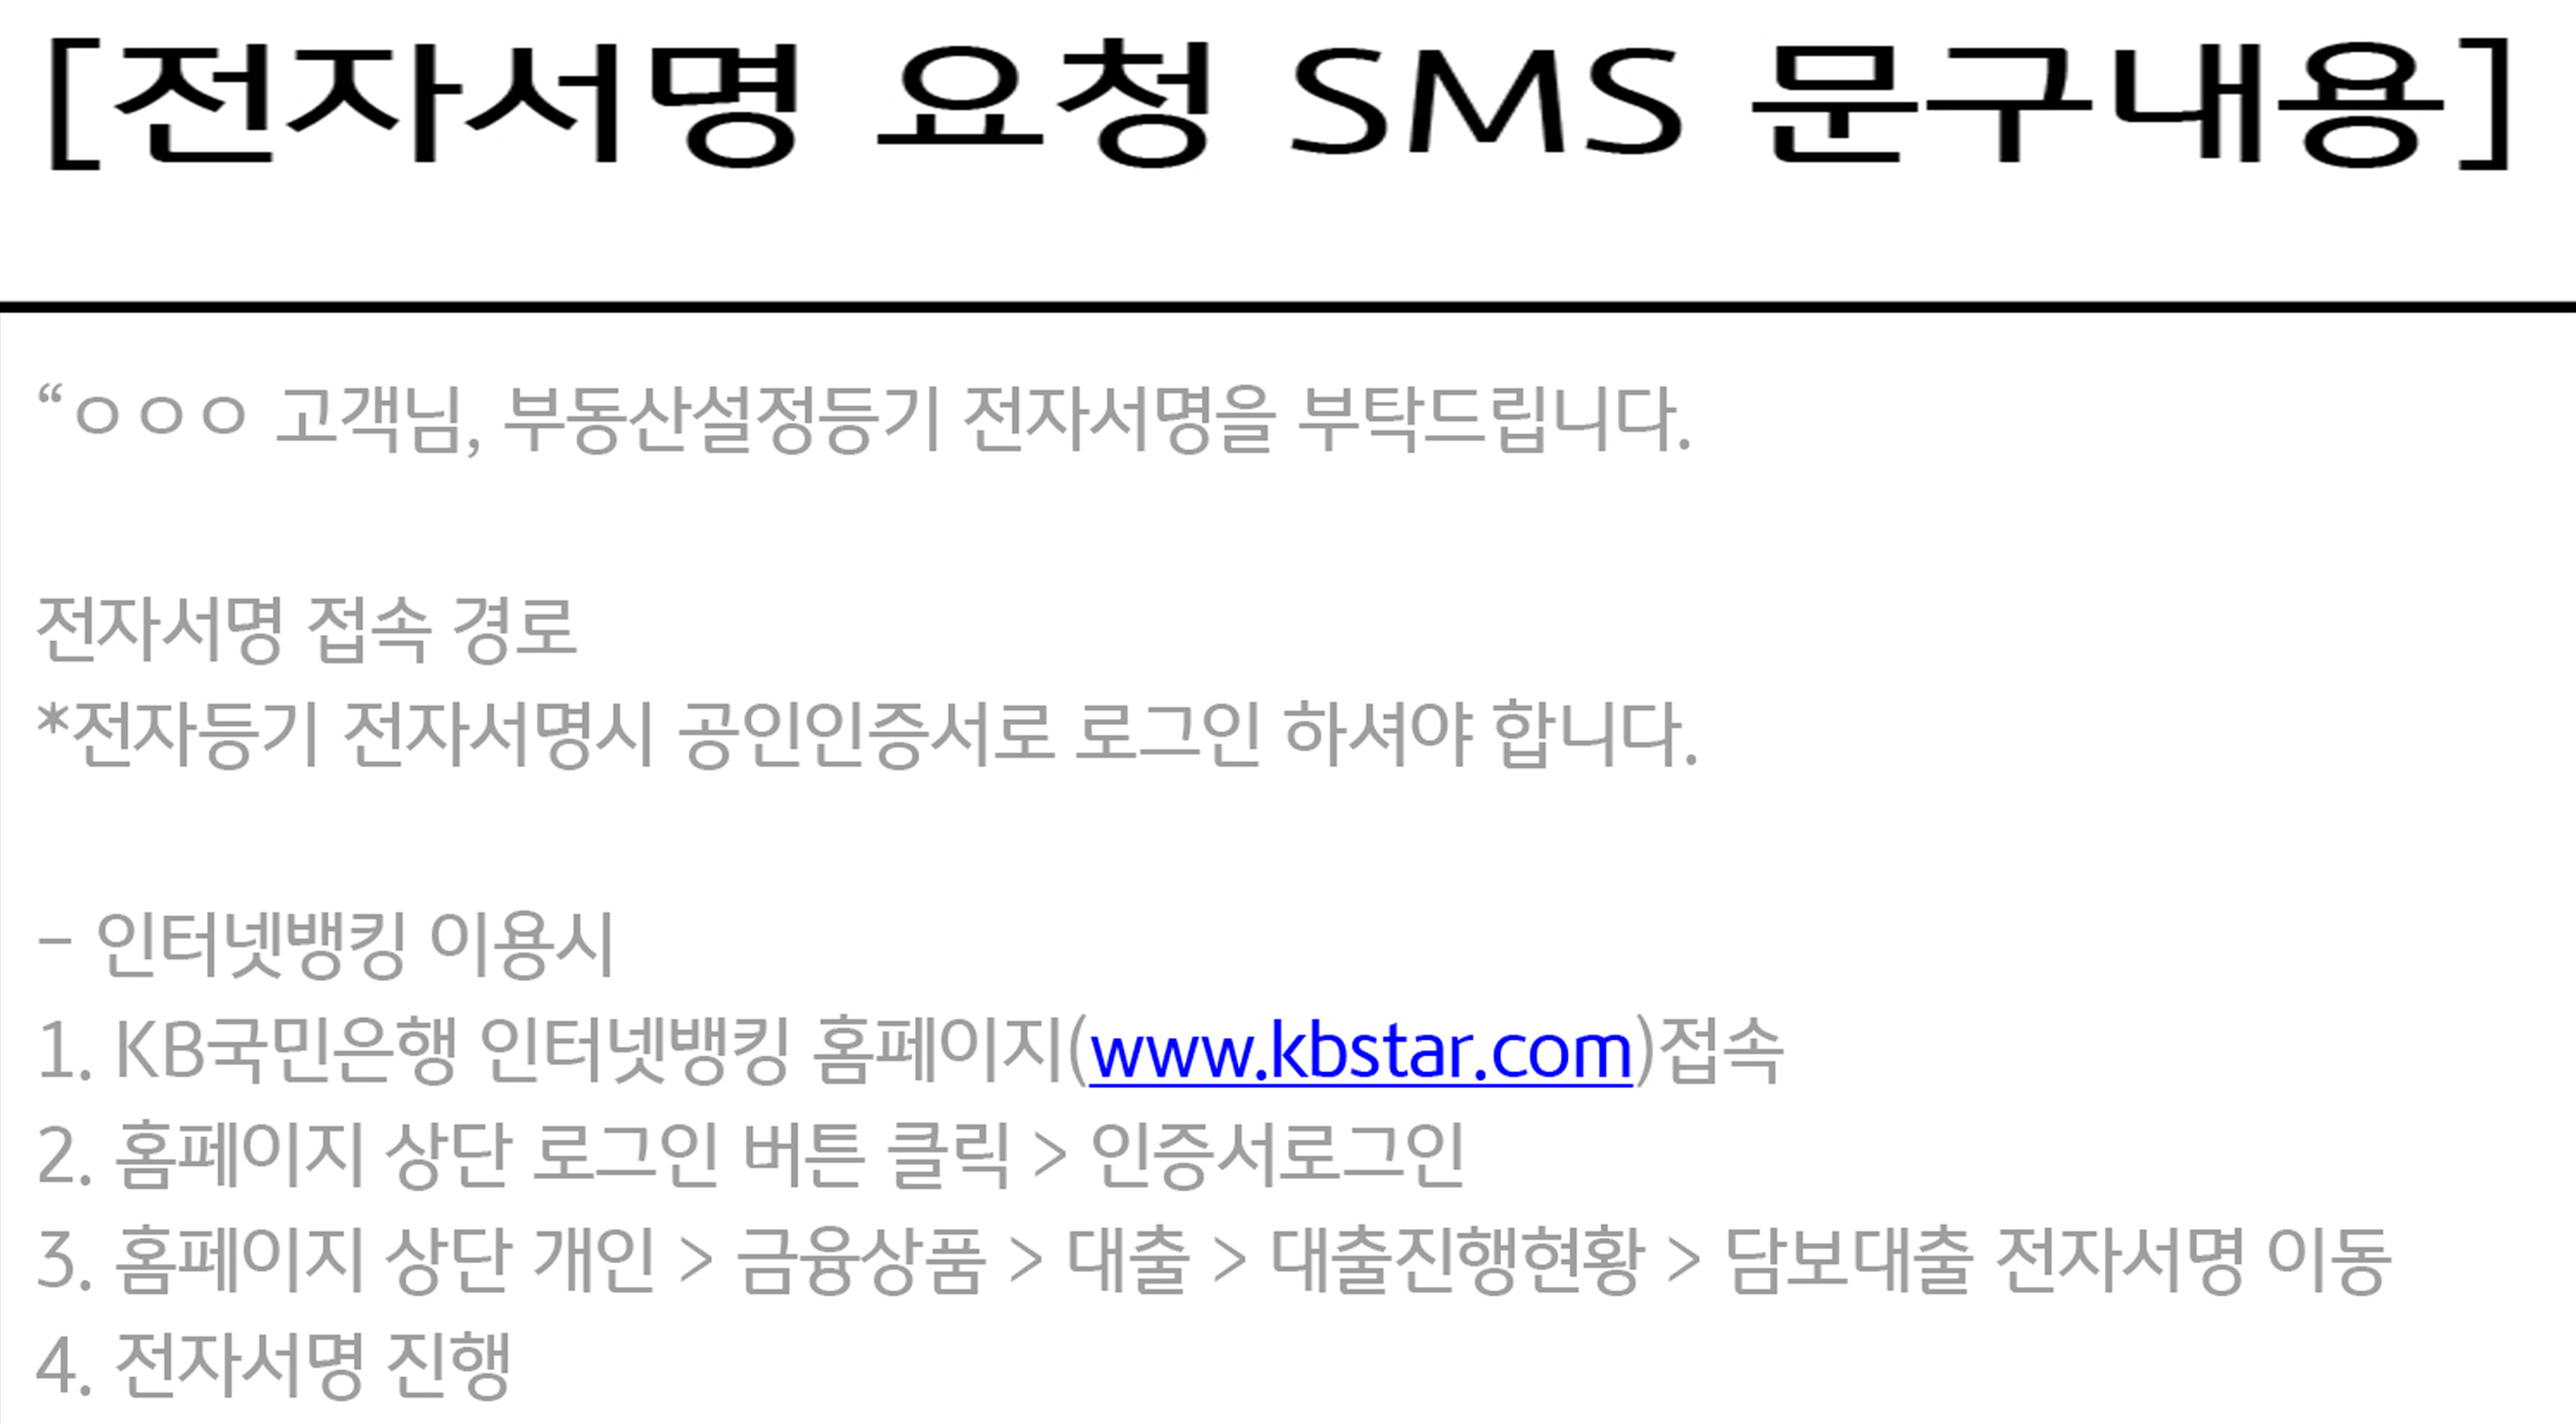 [전자서명 요청 SMS 문구내용]
“ㅇㅇㅇ 고객님, 부동산설정등기 전자서명을 부탁드립니다.
전자서명 접속 경로
*전자등기 전자서명시 공인인증서로 로그인 하셔야 합니다.
- 인터넷뱅킹 이용시
1. KB국민은행 인터넷뱅킹 홈페이지(www.kbstar.com)접속
2. 홈페이지 상단 로그인 버튼 클릭 > 인증서로그인
3. 홈페이지 상단 개인 > 금융상품 > 대출 > 대출진행현황 > 담보대출 전자서명 이동
4. 전자서명 진행